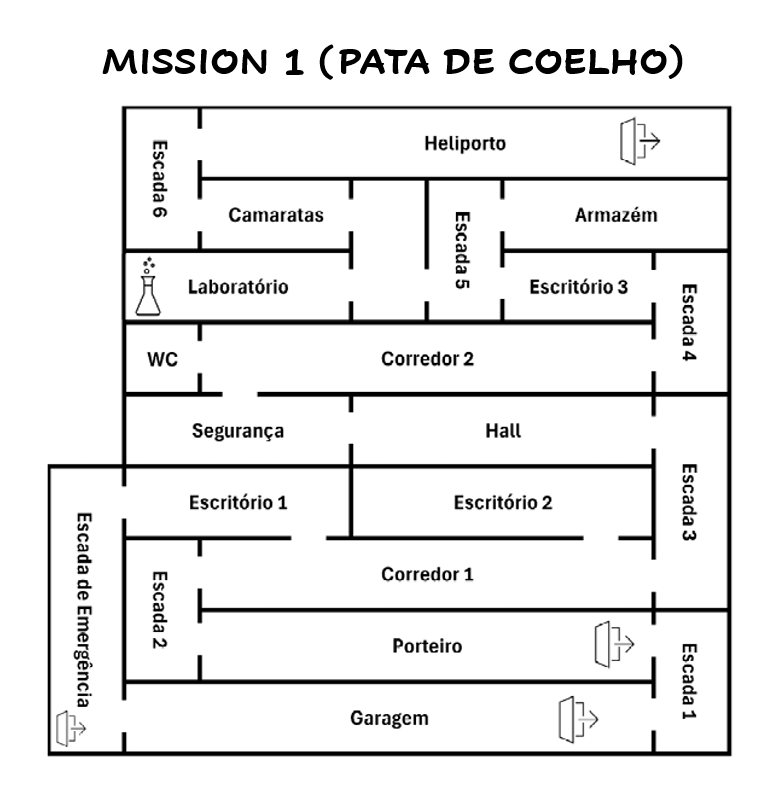 MISSION 1 (PATA DE COELHO)
Heliporto
Escada 6
Camaratas
Escada 5
Armazém
Laboratório
Escritório 3
Escada 4
WC
Corredor 2
Segurança
Hall
Escada 3
Escritório 1
Escritório 2
Escada de Emergência
Corredor 1
Escada 2
Porteiro
Escada 1
Garagem